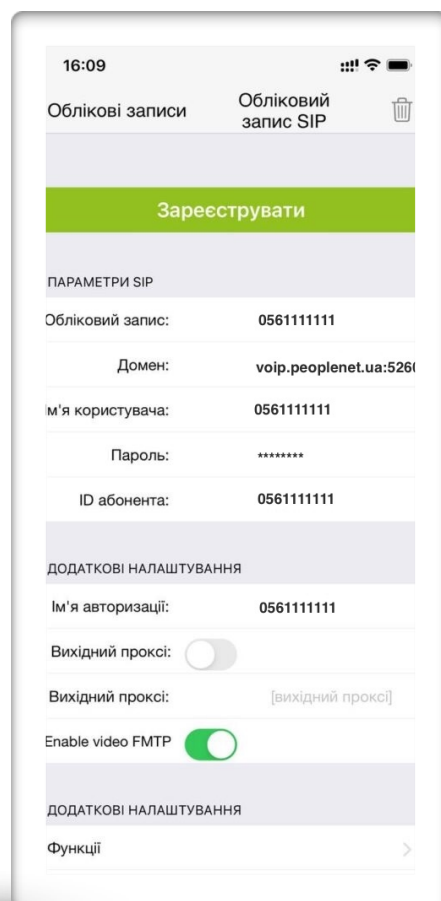 16:09
Облікові записи
Обліковий
запис SIP
Зареєструвати
ПАРАМЕТРИ SIP
Обліковий запис: 0561111111
Домен: voip.peoplenet.ua:5260
м'я користувача: 0561111111
Пароль: ********
ID абонента: 0561111111
ДОДАТКОВІ НАЛАШТУВАННЯ
Ім'я авторизації: 0561111111
Вихідний проксі:
Вихідний проксі: [вихідний проксі]
Enable video FMTP
ДОДАТКОВІ НАЛАШТУВАННЯ
Функції